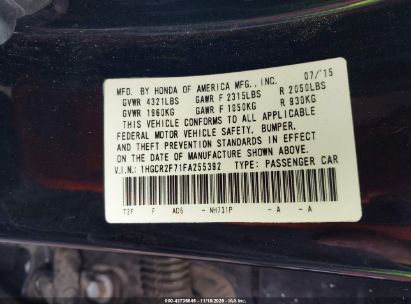 MFD. BY HONDA OF AMERICA MFG., INC. 07/15
GVWR 4321LBS GAWR F 2315LBS R 2050LBS
GVWR 1960KG GAWR F 1050KG R 930KG
THIS VEHICLE CONFORMS TO ALL APPLICABLE
FEDERAL MOTOR VEHICLE SAFETY, BUMPER,
AND THEFT PREVENTION STANDARDS IN EFFECT
ON THE DATE OF MANUFACTURE SHOWN ABOVE.
V.I.N.: 1HGCR2F71FA255392 TYPE: PASSENGER CAR
T2F F AD5 - NH731P - A - A